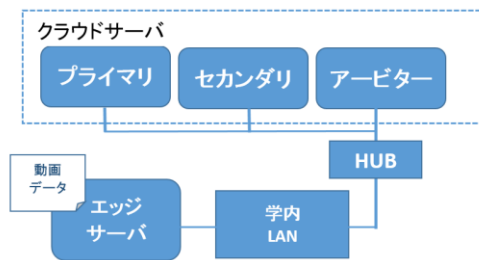 クラウドサーバ
プライマリ
セカンダリ
アービター
HUB
動画
データ
エッジ
サーバ
学内
LAN